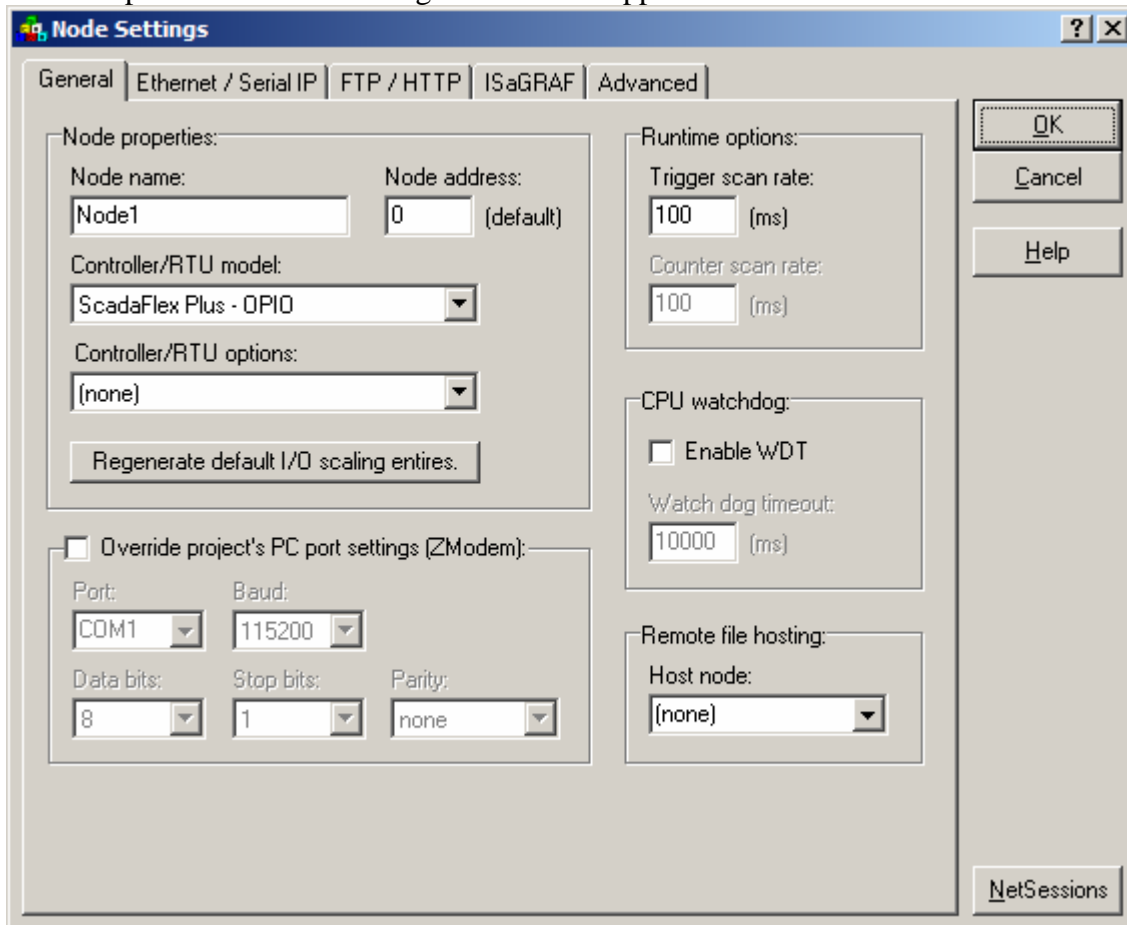 Node Settings
General Ethernet / Serial IP FTP / HTTP ISaGRAF Advanced
Node properties:
Node name: Node address:
Node1 0 (default)
Controller/RTU model:
ScadaFlex Plus - OPIO
Controller/RTU options:
(none)
Regenerate default I/O scaling entires.
Override project's PC port settings (ZModem):
Port: Baud:
COM1 115200
Data bits: Stop bits: Parity:
8 1 none
Runtime options:
Trigger scan rate:
100 (ms)
Counter scan rate:
100 (ms)
CPU watchdog:
Enable WDT
Watch dog timeout:
10000 (ms)
Remote file hosting:
Host node:
(none)
OK
Cancel
Help
NetSessions